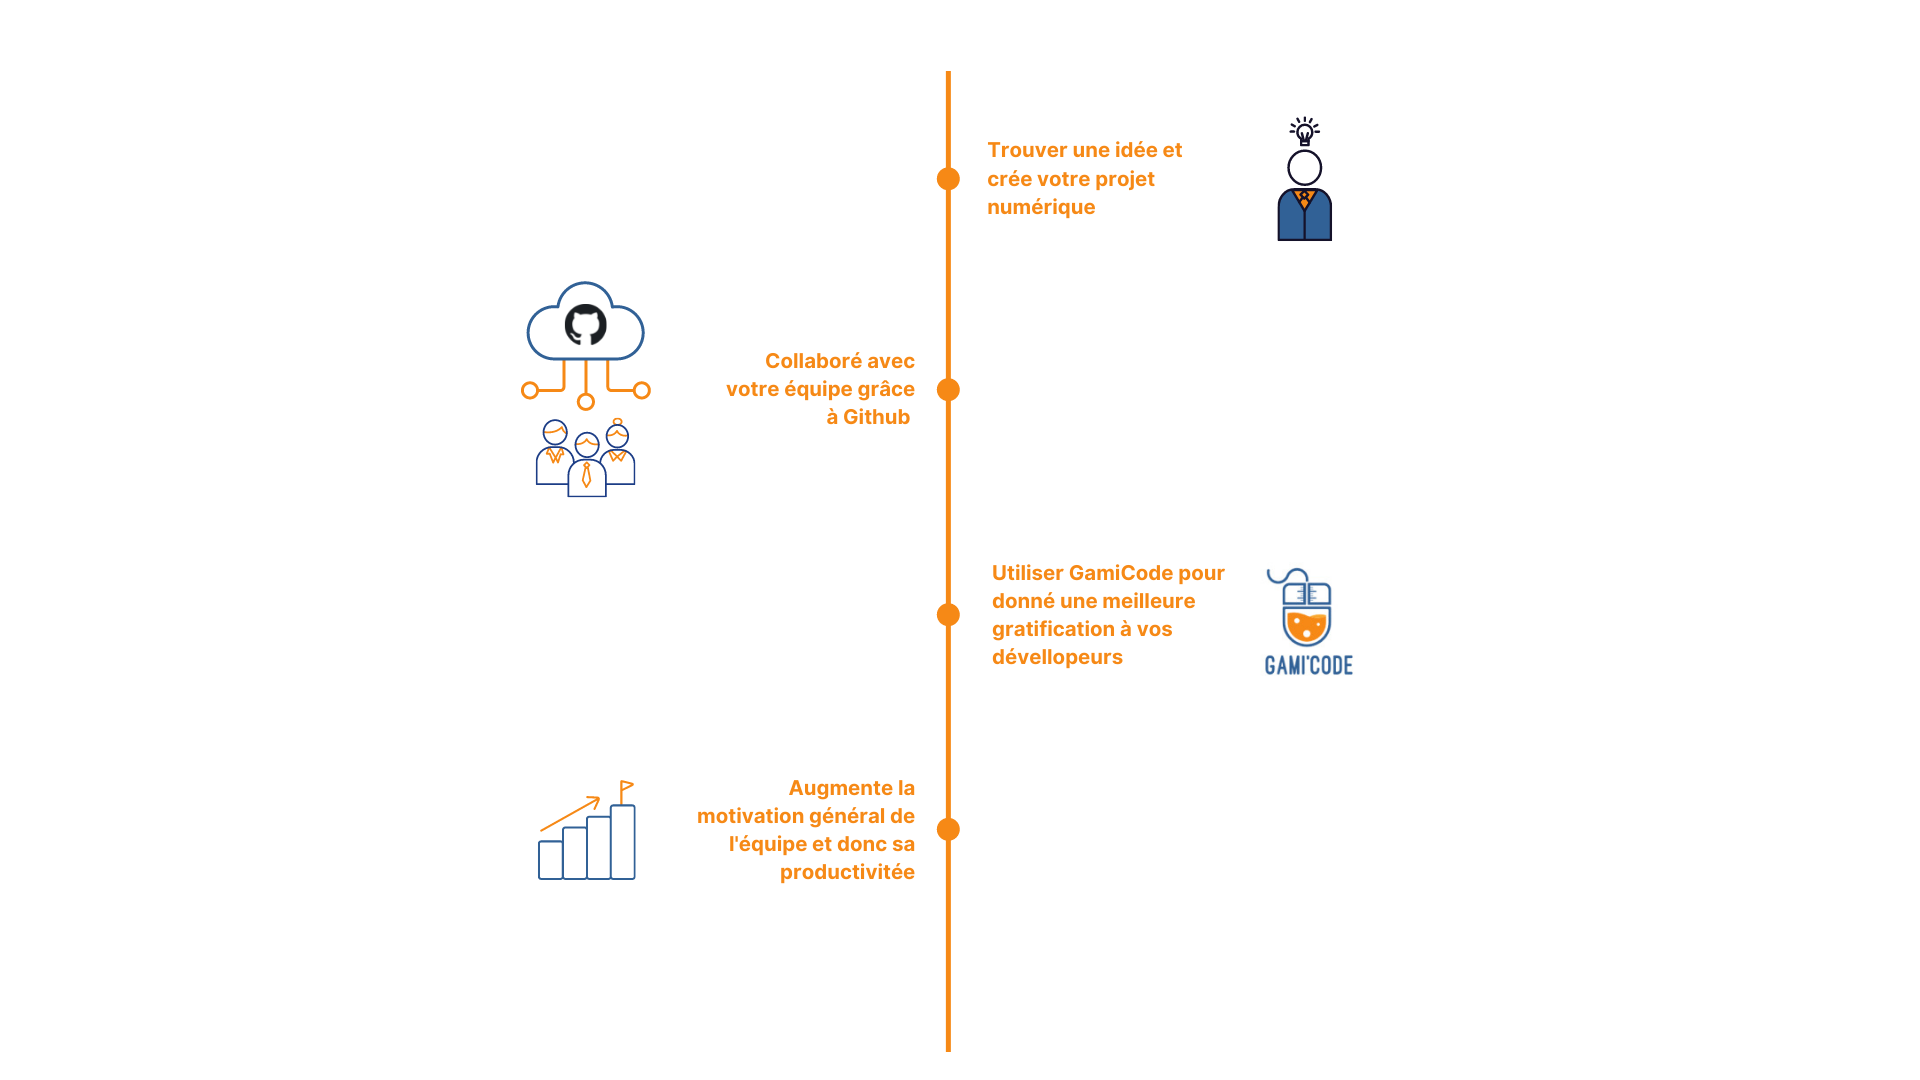 Trouver une idée et
crée votre projet
numérique
Collaboré avec
votre équipe grâce
à Github
Utiliser GamiCode pour
donné une meilleure
gratification à vos
dévellopeurs
GAMI'CODE
Augmente la
motivation général de
l'équipe et donc sa
productivitée